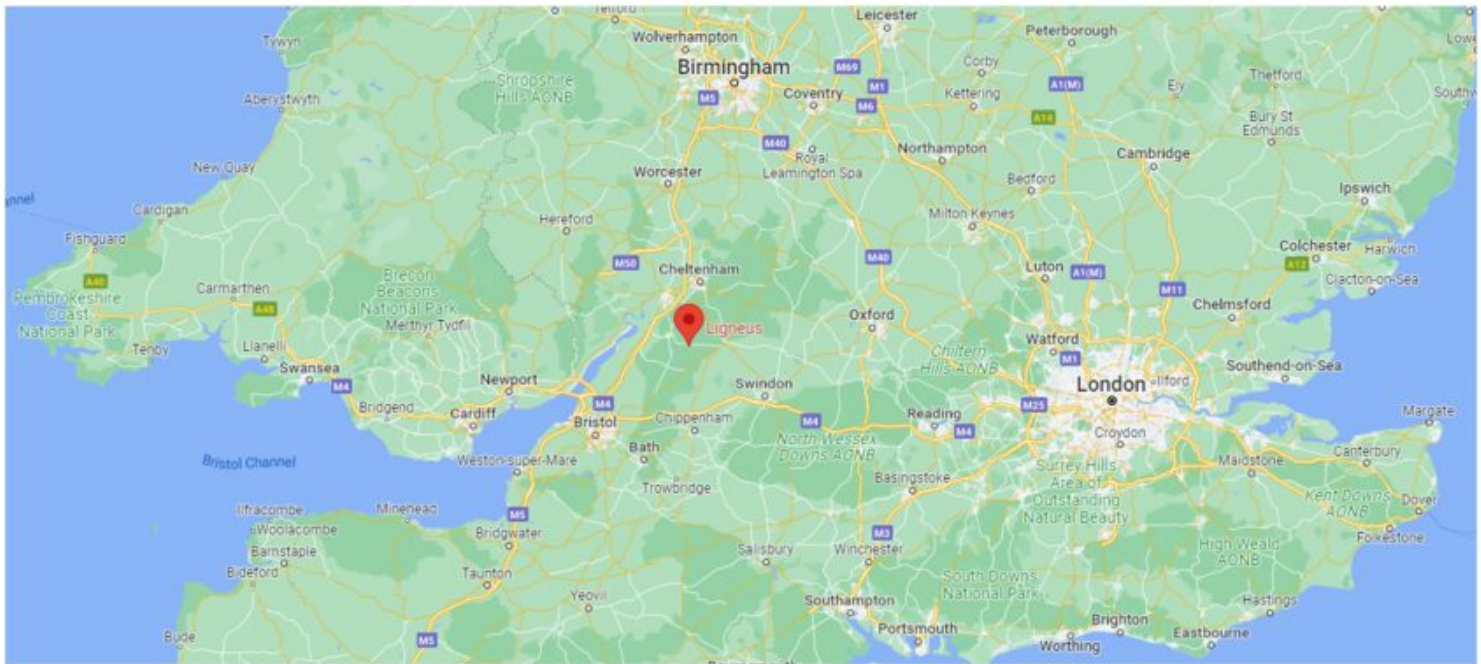 Telford
Leicester
Wolverhampton
Peterborough
Tywyn
Birmingham
M69
Corby
M1
A1(M)
Shropshire
Hills AONB
Thetford
Aberystwyth
M5
Coventry
M6
Kettering
Ely
A14
Bury St
Edmunds
M40
Royal
Leamington Spa
Northampton
Cambridge
New Quay
Worcester
Bedford
Ipswich
Cardigan
Hereford
Milton Keynes
Fishguard
M50
M40
Colchester
Harwich
A40
Cheltenham
Luton
A1(M)
A12
Brecon
Beacons
National Park
Clacton-on-Sea
Carmarthen
M11
Pembrokeshire
Coast
National Park
A48
Chelmsford
Merthyr Tydfil
Ligneus
Oxford
Watford
Tenby
Llanelli
Chiltern
Hills AONB
M1
Swansea
Southend-on-Sea
M4
Newport
Swindon
London
Bridgend
M4
M25
Cardiff
Bristol
Chippenham
M4
Reading
M4
Margate
Croydon
Bath
North Wessex
Downs AONB
Canterbury
Bristol Channel
Weston-super-Mare
Maidstone
Basingstoke
Surrey Hills
Area of
Outstanding
Natural Beauty
Trowbridge
Kent Downs
AONB
Dover
Ilfracombe
Minehead
M5
Woolacombe
Bridgwater
M3
Folkestone
Barnstaple
Salisbury
Winchester
High Weald
AONB
Bideford
Taunton
South Downs
National Park
Yeovil
Southampton
Hastings
Bude
M5
Portsmouth
Brighton
Worthing
Eastbourne